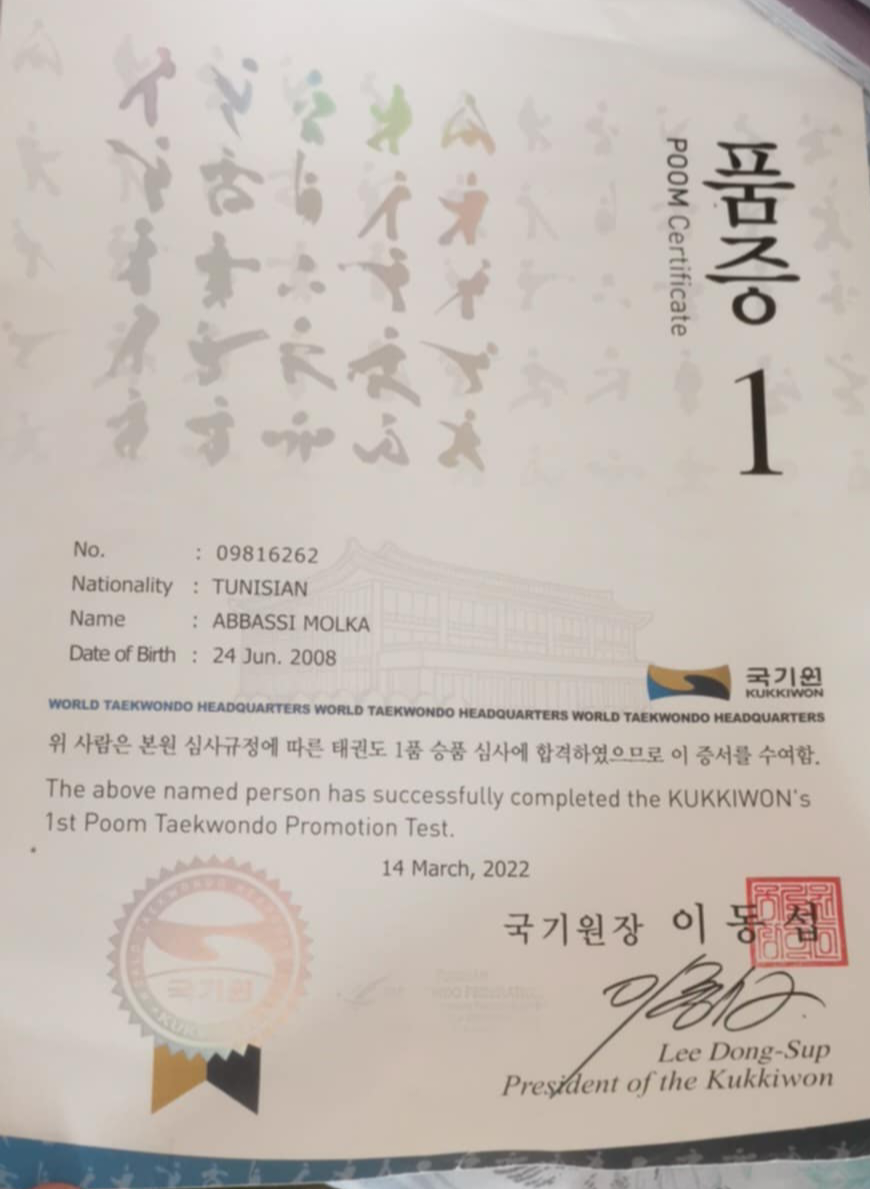 품증 1
POOM Certificate
No. : 09816262
Nationality : TUNISIAN
Name : ABBASSI MOLKA
Date of Birth : 24 Jun. 2008
국기원
KUKKIWON
WORLD TAEKWONDO HEADQUARTERS WORLD TAEKWONDO HEADQUARTERS WORLD TAEKWONDO HEADQUARTERS
위 사람은 본원 심사규정에 따른 태권도 1품 승품 심사에 합격하였으므로 이 증서를 수여함.
The above named person has successfully completed the KUKKIWON's
1st Poom Taekwondo Promotion Test.
14 March, 2022
국기원장 이동섭
국기원
Lee Dong-Sup
President of the Kukkiwon